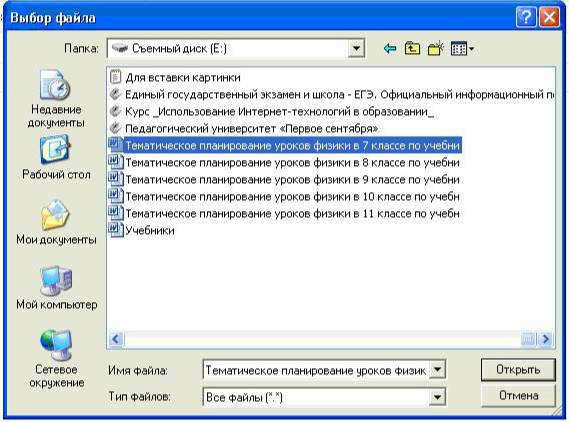 Выбор файла
Папка:
Съемный диск (E:)
Недавние
документы
Рабочий стол
Мои документы
Мой компьютер
Сетевое
окружение
Для вставки картинки
Единый государственный экзамен и школа - ЕГЭ. Официальный информационный по
Курс _Использование Интернет-технологий в образовании_
Педагогический университет «Первое сентября»
Тематическое планирование уроков физики в 7 классе по учебни
Тематическое планирование уроков физики в 8 классе по учебни
Тематическое планирование уроков физики в 9 классе по учебни
Тематическое планирование уроков физики в 10 классе по учебн
Тематическое планирование уроков физики в 11 классе по учебн
Учебники
Имя файла:
Тематическое планирование уроков физик
Открыть
Тип файлов:
Все файлы (*.*)
Отмена